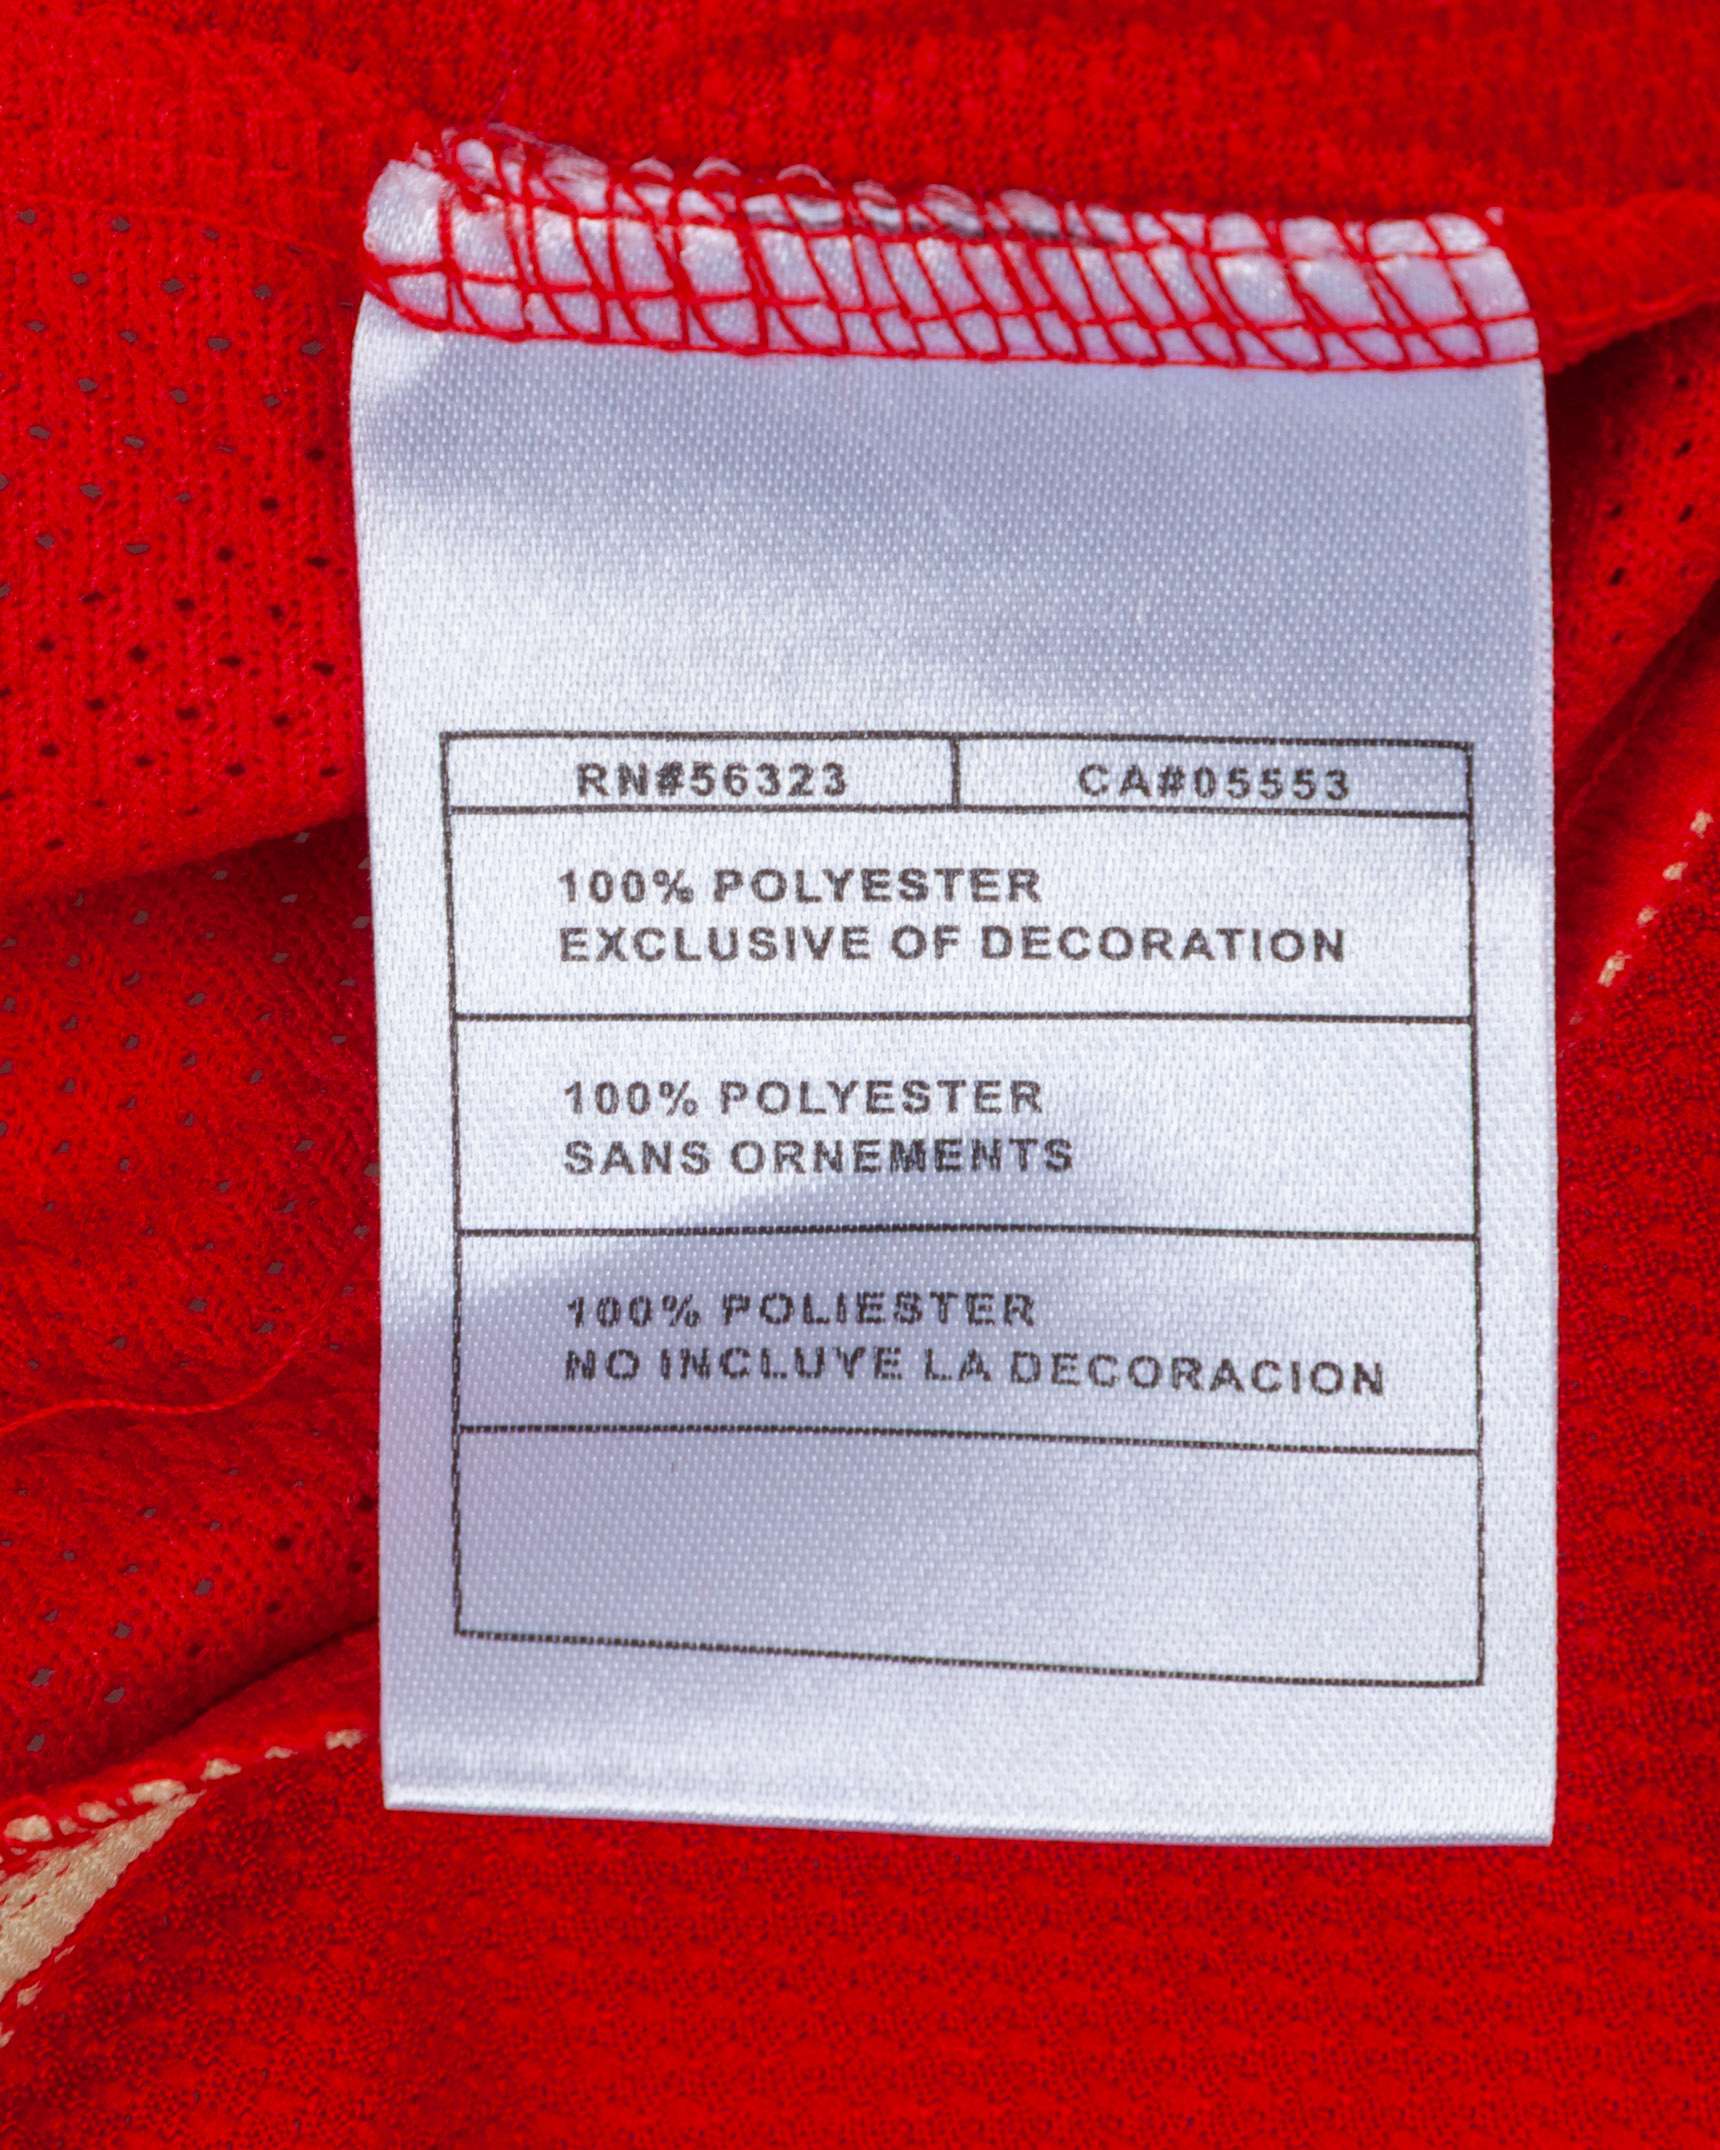 RN#56323 CA#05553
100% POLYESTER
EXCLUSIVE OF DECORATION
100% POLYESTER
SANS ORNEMENTS
100% POLIESTER
NO INCLUYE LA DECORACION